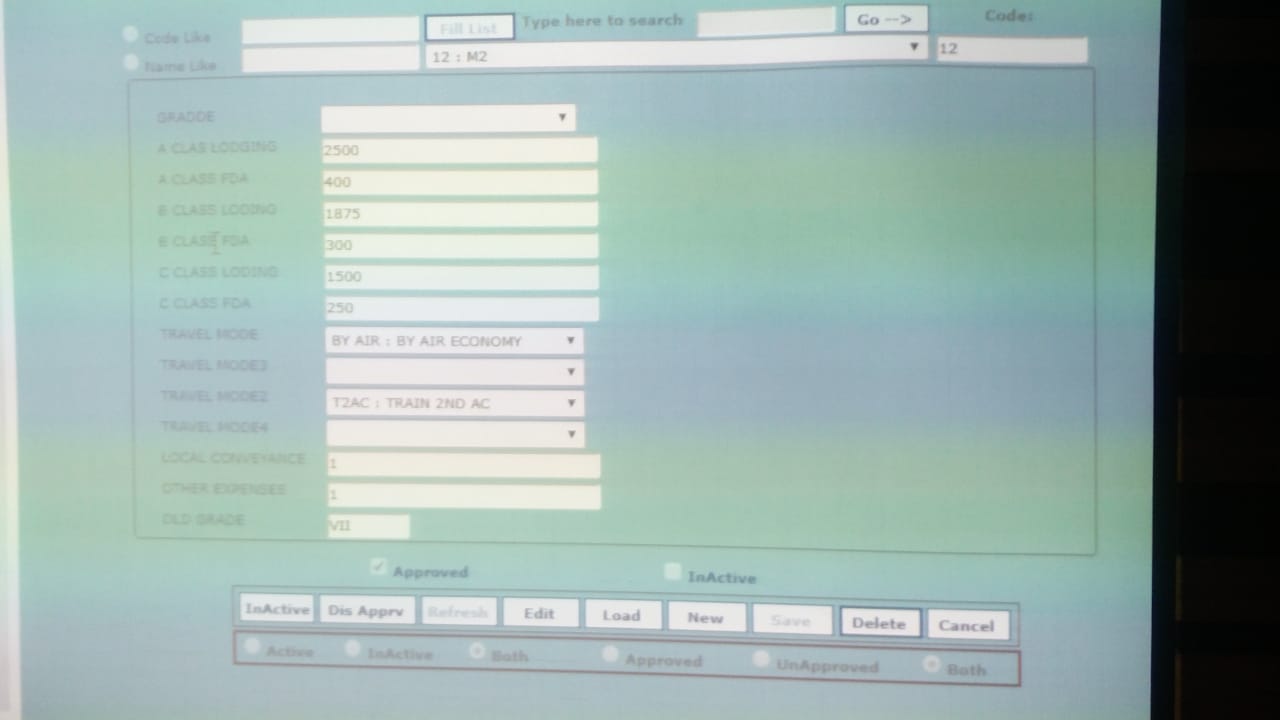 Code Like Fill List Type here to search Go --> Code:
Name Like 12 : M2 12
GRADDE
A CLAS LODGING 2500
A CLASS FDA 400
B CLASS LODING 1875
B CLASS FDA 300
C CLASS LODING 1500
C CLASS FDA 250
TRAVEL MODE BY AIR : BY AIR ECONOMY
TRAVEL MODE3
TRAVEL MODE2 T2AC : TRAIN 2ND AC
TRAVEL MODE4
LOCAL CONVEYANCE 1
OTHER EXPENSES 1
OLD GRADE VII
Approved InActive
InActive Dis Apprv Refresh Edit Load New Save Delete Cancel
Active InActive Both Approved UnApproved Both